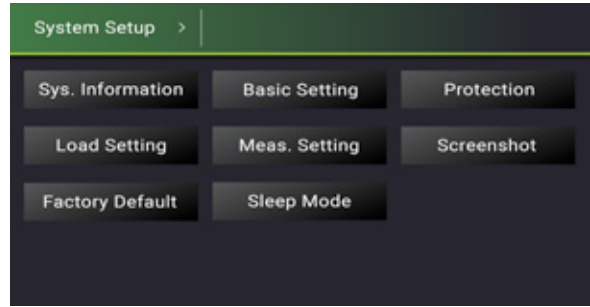 System Setup >
Sys. Information
Basic Setting
Protection
Load Setting
Meas. Setting
Screenshot
Factory Default
Sleep Mode